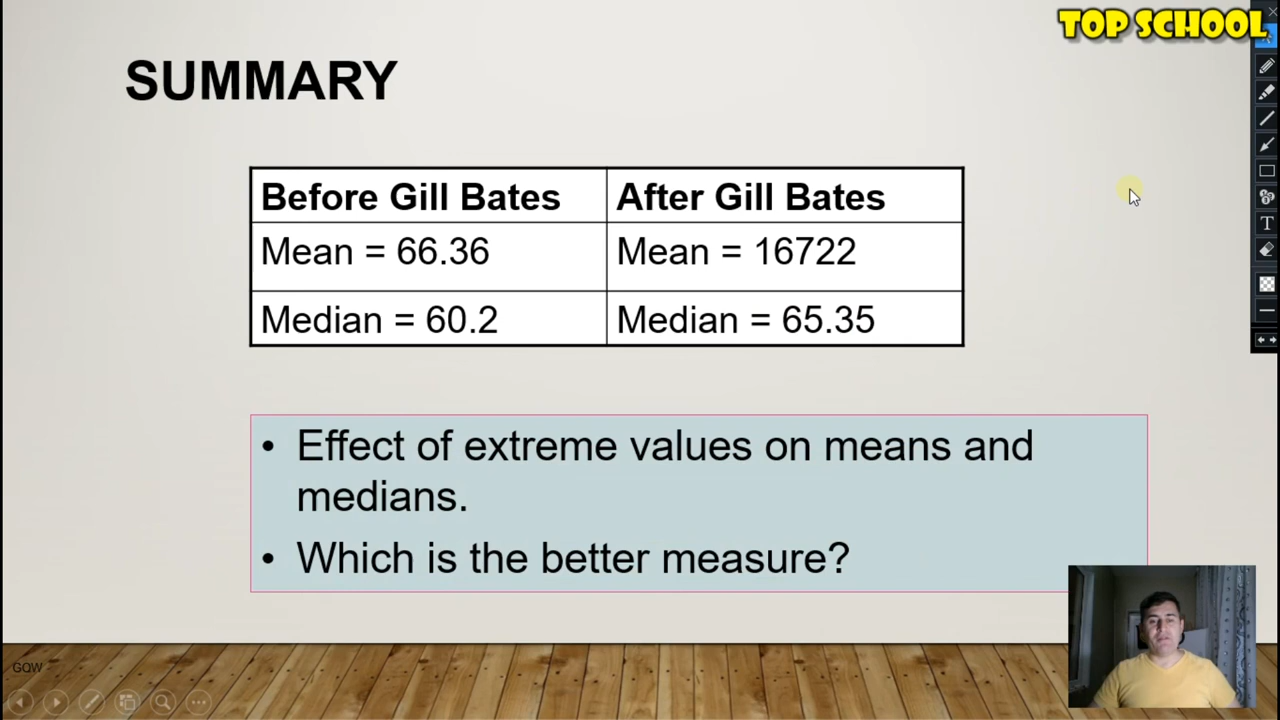 TOP SCHOOL
SUMMARY
Before Gill Bates
After Gill Bates
Mean = 66.36
Mean = 16722
Median = 60.2
Median = 65.35
• Effect of extreme values on means and
medians.
• Which is the better measure?
GQW
T